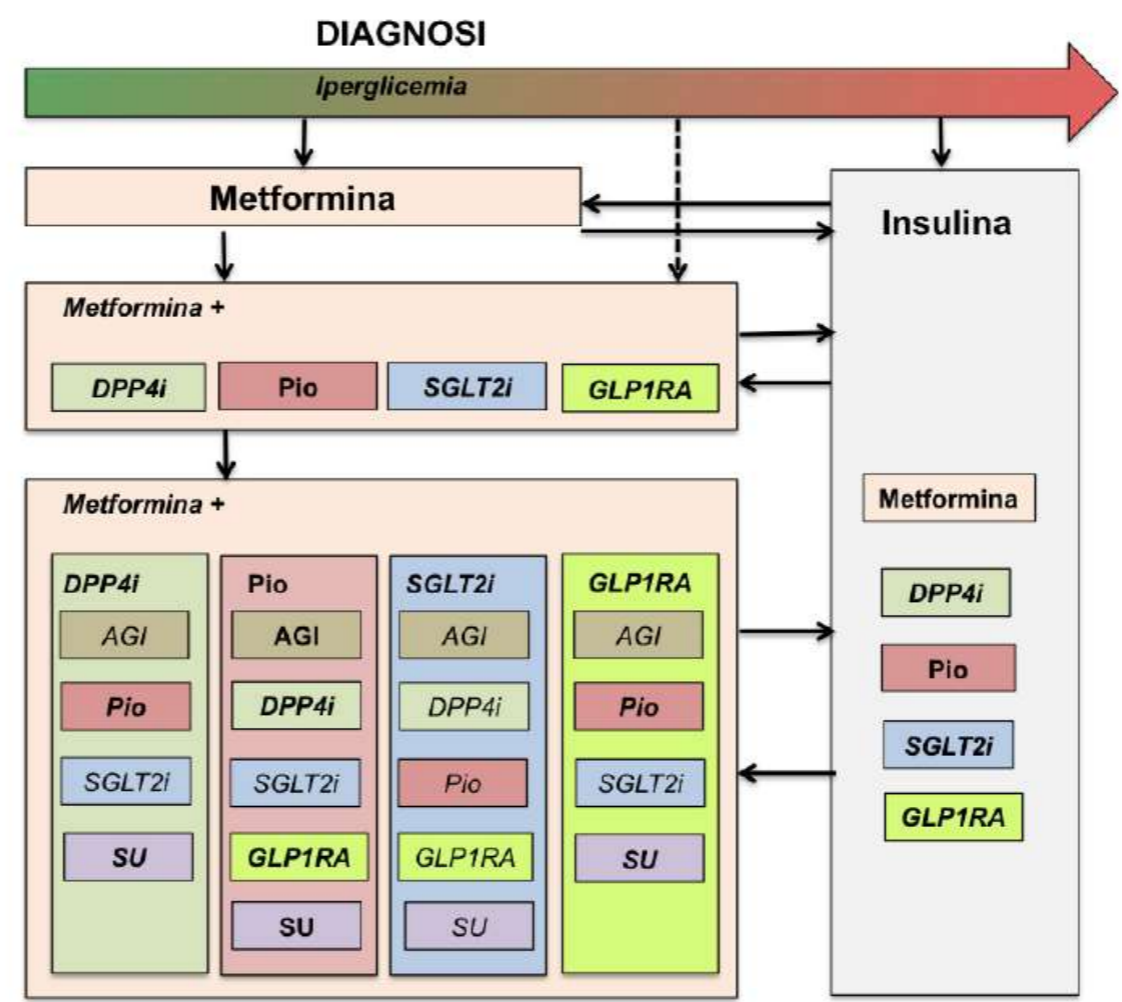 DIAGNOSI
Iperglicemia
Metformina
Insulina
Metformina +
DPP4i
Pio
SGLT2i
GLP1RA
Metformina +
DPP4i
AGI
Pio
SGLT2i
SU
Pio
AGI
DPP4i
SGLT2i
GLP1RA
SU
SGLT2i
AGI
DPP4i
Pio
GLP1RA
SU
GLP1RA
AGI
Pio
SGLT2i
SU
Metformina
DPP4i
Pio
SGLT2i
GLP1RA